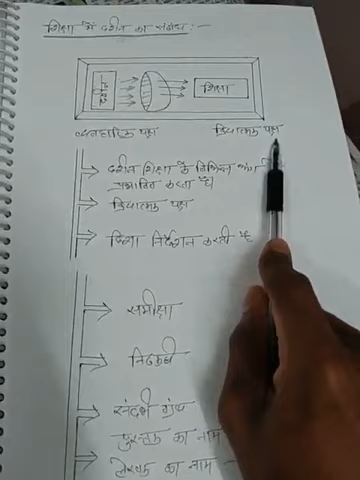 शिक्षा में दर्शन का संबंध :-
दर्शन
शिक्षा
व्यवहारिक पक्ष
क्रियात्मक पक्ष
दर्शन शिक्षा के विभिन्न अंगो
प्रभावित करता है।
क्रियात्मक पक्ष
दिशा निर्देशन करती है
समीक्षा
निष्कर्ष
संदर्भ ग्रंथ
पुस्तक का नाम
लेखक का नाम -